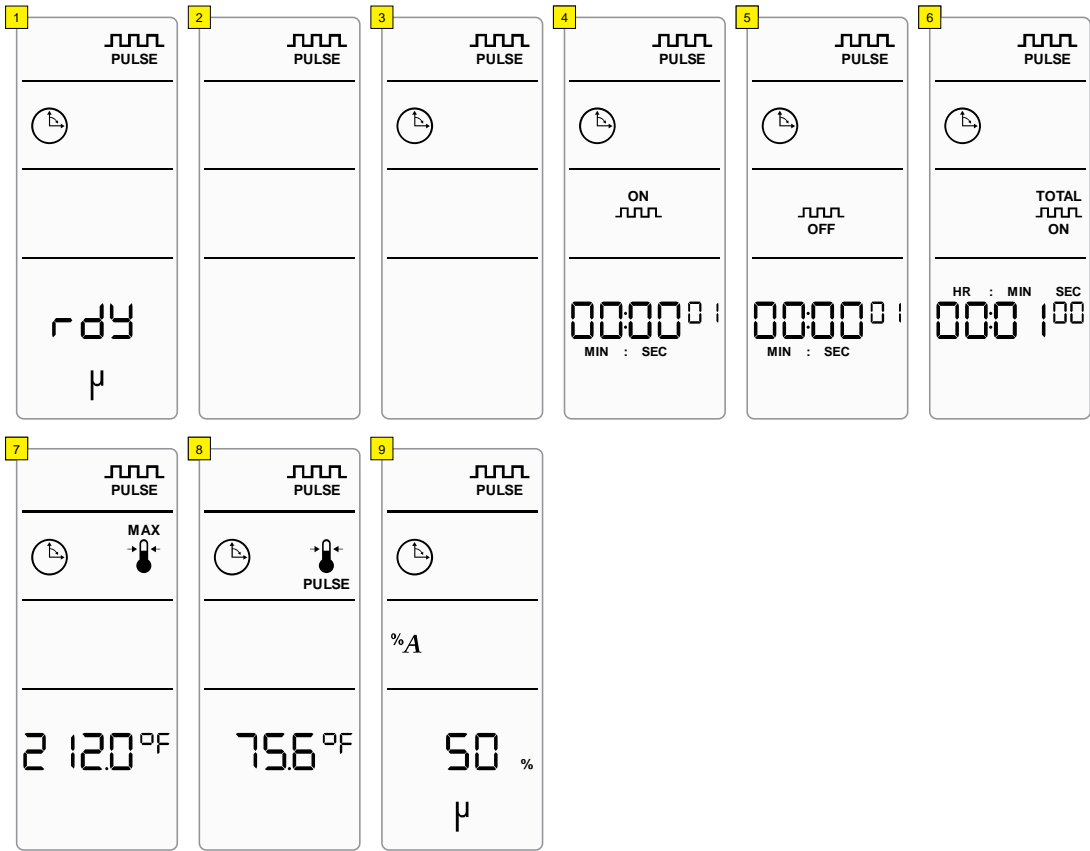 1
PULSE
rdy
μ
2
PULSE
3
PULSE
4
PULSE
ON
00:00 01
MIN : SEC
5
PULSE
OFF
00:00 01
MIN : SEC
6
PULSE
TOTAL
ON
HR : MIN SEC
00:01 00
7
PULSE
MAX
212.0°F
8
PULSE
PULSE
75.6°F
9
PULSE
%A
50 %
μ